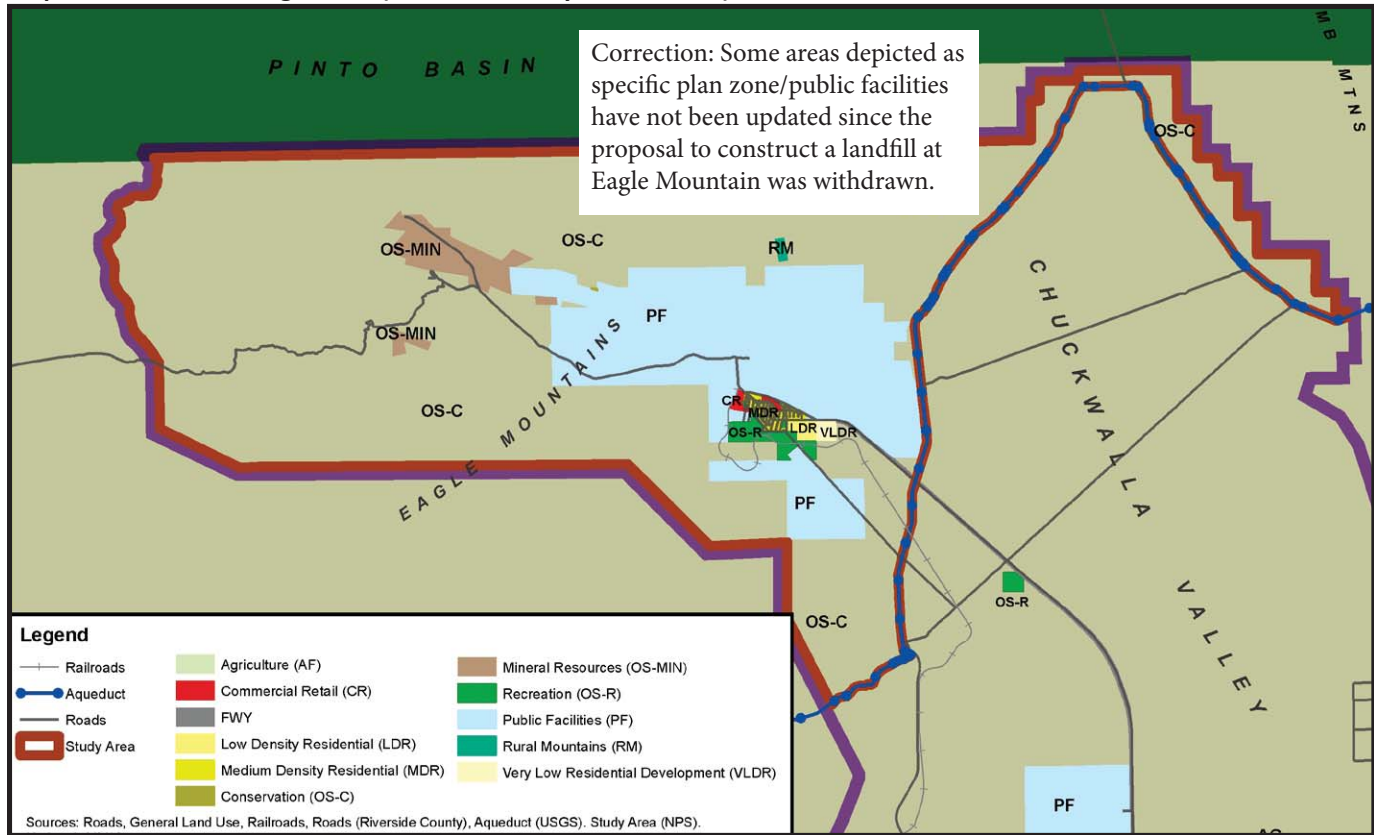 PINTO BASIN
Correction: Some areas depicted as
specific plan zone/public facilities
have not been updated since the
proposal to construct a landfill at
Eagle Mountain was withdrawn.
MB MTNS
OS-C
OS-MIN
OS-C
RM
CHUCKWALLA VALLEY
PF
OS-MIN
EAGLE MOUNTAINS
OS-C
CR
MDR
OS-R
LDR
VLDR
PF
OS-R
OS-C
PF
Legend
Railroads
Aqueduct
Roads
Study Area
Agriculture (AF)
Commercial Retail (CR)
FWY
Low Density Residential (LDR)
Medium Density Residential (MDR)
Conservation (OS-C)
Mineral Resources (OS-MIN)
Recreation (OS-R)
Public Facilities (PF)
Rural Mountains (RM)
Very Low Residential Development (VLDR)
Sources: Roads, General Land Use, Railroads, Roads (Riverside County), Aqueduct (USGS). Study Area (NPS).